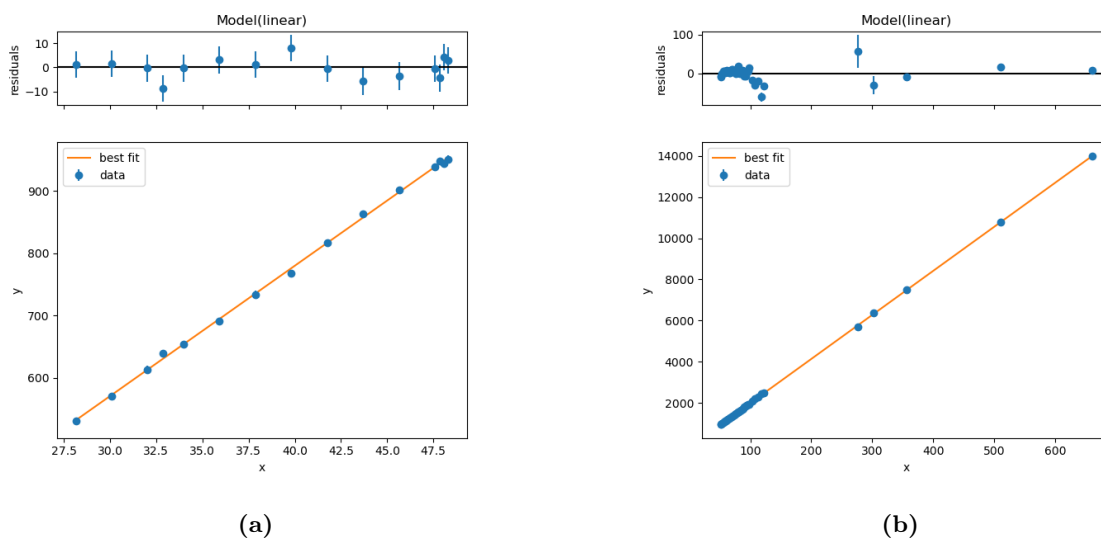 Model(linear)
residuals
10
0
−10
y
900
800
700
600
best fit
data
27.5 30.0 32.5 35.0 37.5 40.0 42.5 45.0 47.5
x
(a)
Model(linear)
residuals
100
0
y
14000
12000
10000
8000
6000
4000
2000
best fit
data
100 200 300 400 500 600
x
(b)